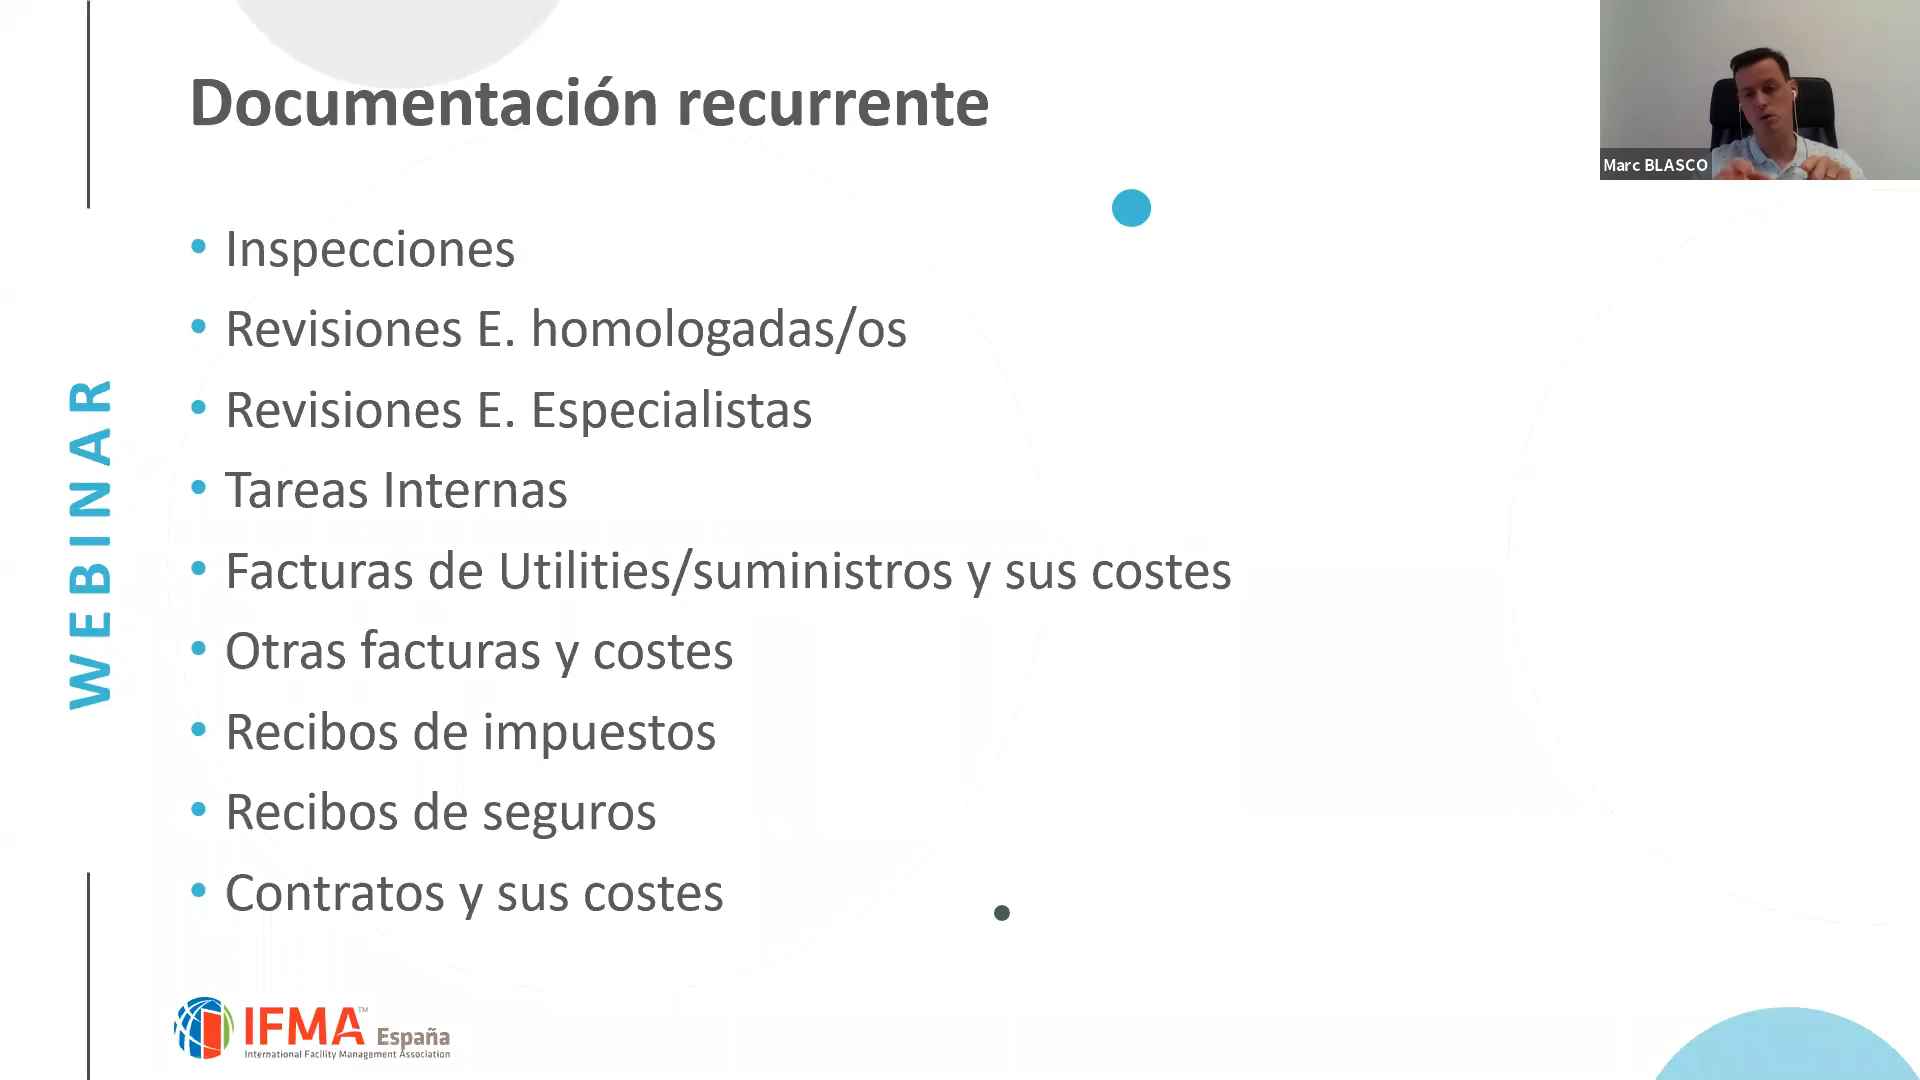 Documentación recurrente
Marc BLASCO
Inspecciones
Revisiones E. homologadas/os
Revisiones E. Especialistas
Tareas Internas
Facturas de Utilities/suministros y sus costes
Otras facturas y costes
Recibos de impuestos
Recibos de seguros
Contratos y sus costes
WEBINAR
IFMA™ España
International Facility Management Association